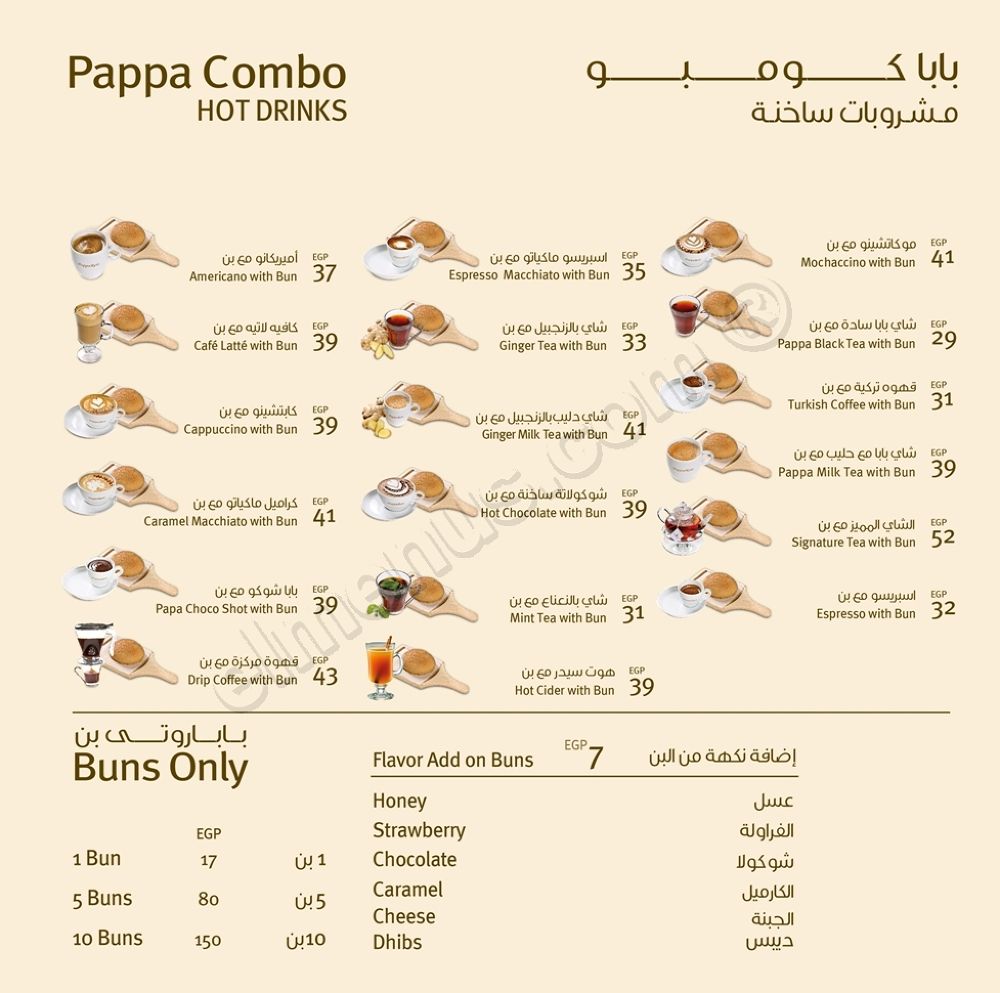 Pappa Combo
HOT DRINKS
بابا كـــومـــبـــو
مشروبات ساخنة
أميريكانو مع بن
Americano with Bun
EGP
37
كافيه لاتيه مع بن
Café Latté with Bun
EGP
39
كابتشينو مع بن
Cappuccino with Bun
EGP
39
كراميل ماكياتو مع بن
Caramel Macchiato with Bun
EGP
41
بابا شوكو مع بن
Papa Choco Shot with Bun
EGP
39
قهوة مركزة مع بن
Drip Coffee with Bun
EGP
43
اسبريسو ماكياتو مع بن
Espresso Macchiato with Bun
EGP
35
شاي بالزنجبيل مع بن
Ginger Tea with Bun
EGP
33
شاي حليب بالزنجبيل مع بن
Ginger Milk Tea with Bun
EGP
41
شوكولاتة ساخنة مع بن
Hot Chocolate with Bun
EGP
39
شاي بالنعناع مع بن
Mint Tea with Bun
EGP
31
هوت سيدر مع بن
Hot Cider with Bun
EGP
39
موكاتشينو مع بن
Mochaccino with Bun
EGP
41
شاي بابا سادة مع بن
Pappa Black Tea with Bun
EGP
29
قهوه تركية مع بن
Turkish Coffee with Bun
EGP
31
شاي بابا مع حليب مع بن
Pappa Milk Tea with Bun
EGP
39
الشاي المميز مع بن
Signature Tea with Bun
EGP
52
اسبريسو مع بن
Espresso with Bun
EGP
32
elmenus.com ®
بـابـاروتـــى بن
Buns Only
EGP
1 Bun 17 1 بن
5 Buns 80 5 بن
10 Buns 150 10بن
Flavor Add on Buns EGP 7 إضافة نكهة من البن
Honey عسل
Strawberry الفراولة
Chocolate شوكولا
Caramel الكارميل
Cheese الجبنة
Dhibs ديبس